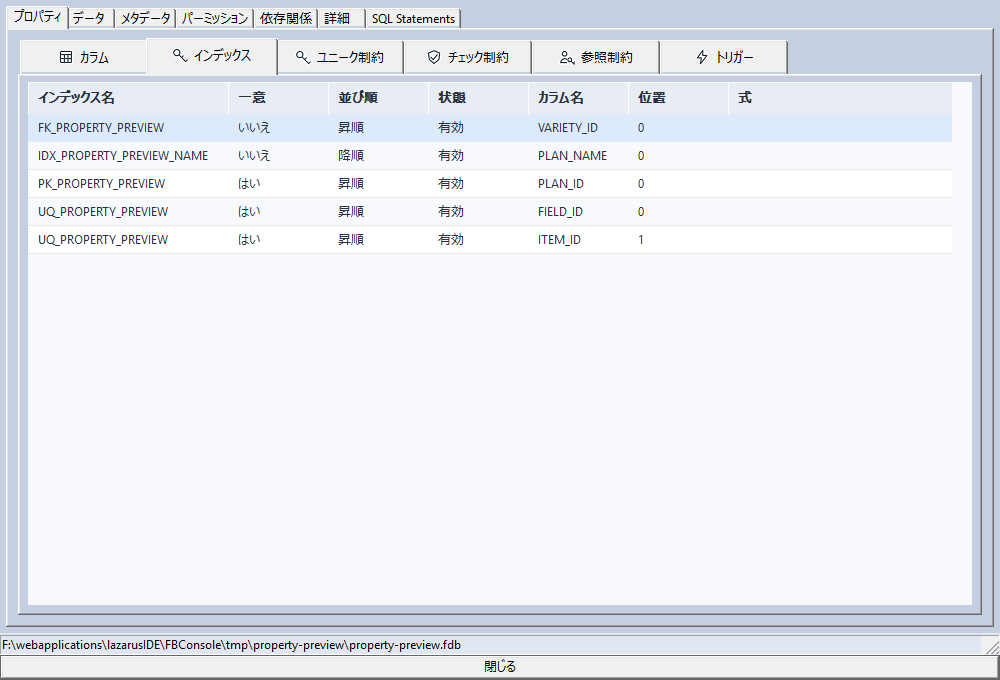 プロパティ データ メタデータ パーミッション 依存関係 詳細 SQL Statements
カラム インデックス ユニーク制約 チェック制約 参照制約 トリガー
インデックス名 一意 並び順 状態 カラム名 位置 式
FK_PROPERTY_PREVIEW いいえ 昇順 有効 VARIETY_ID 0
IDX_PROPERTY_PREVIEW_NAME いいえ 降順 有効 PLAN_NAME 0
PK_PROPERTY_PREVIEW はい 昇順 有効 PLAN_ID 0
UQ_PROPERTY_PREVIEW はい 昇順 有効 FIELD_ID 0
UQ_PROPERTY_PREVIEW はい 昇順 有効 ITEM_ID 1
F:\webapplications\lazarusIDE\FBConsole\tmp\property-preview\property-preview.fdb
閉じる